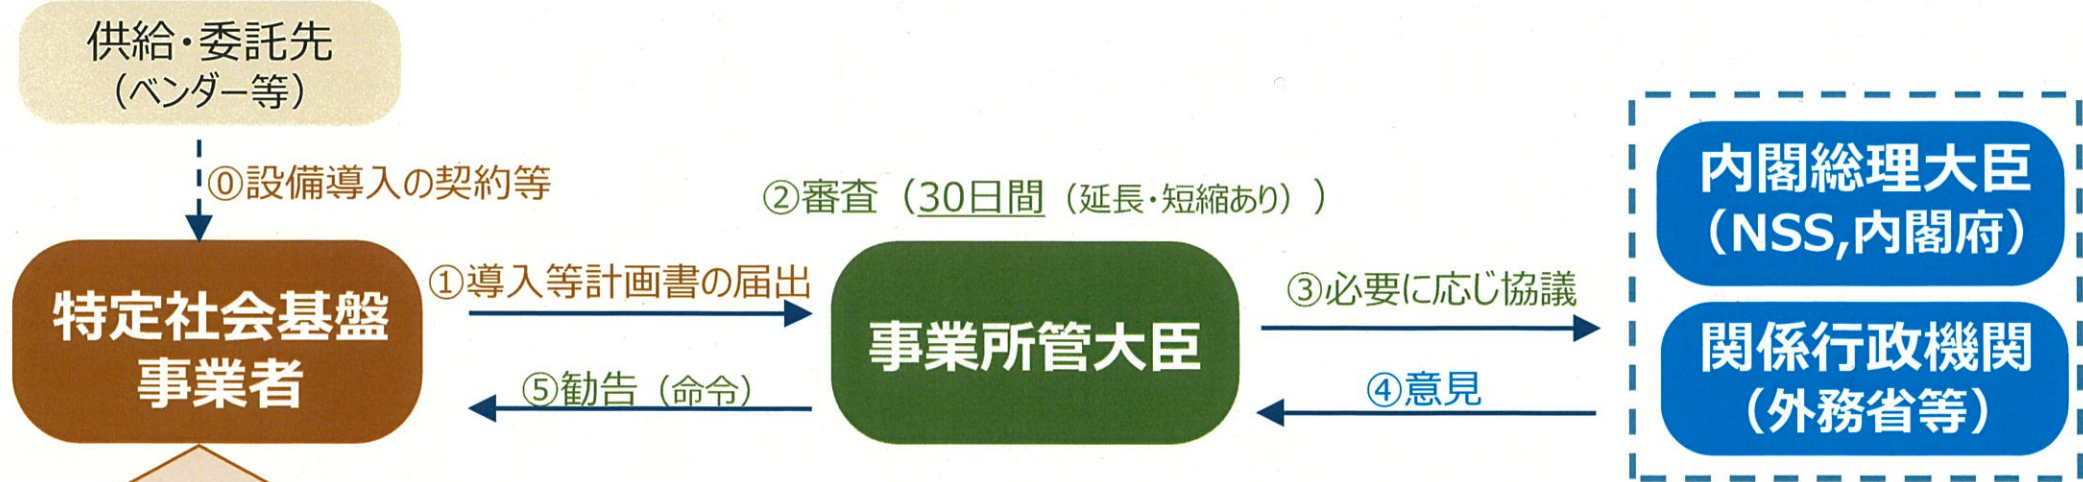 供給・委託先
（ベンダー等）
⓪設備導入の契約等
②審査（30日間（延長・短縮あり））
内閣総理大臣
（NSS,内閣府）
特定社会基盤
事業者
①導入等計画書の届出
事業所管大臣
③必要に応じ協議
⑤勧告（命令）
④意見
関係行政機関
（外務省等）